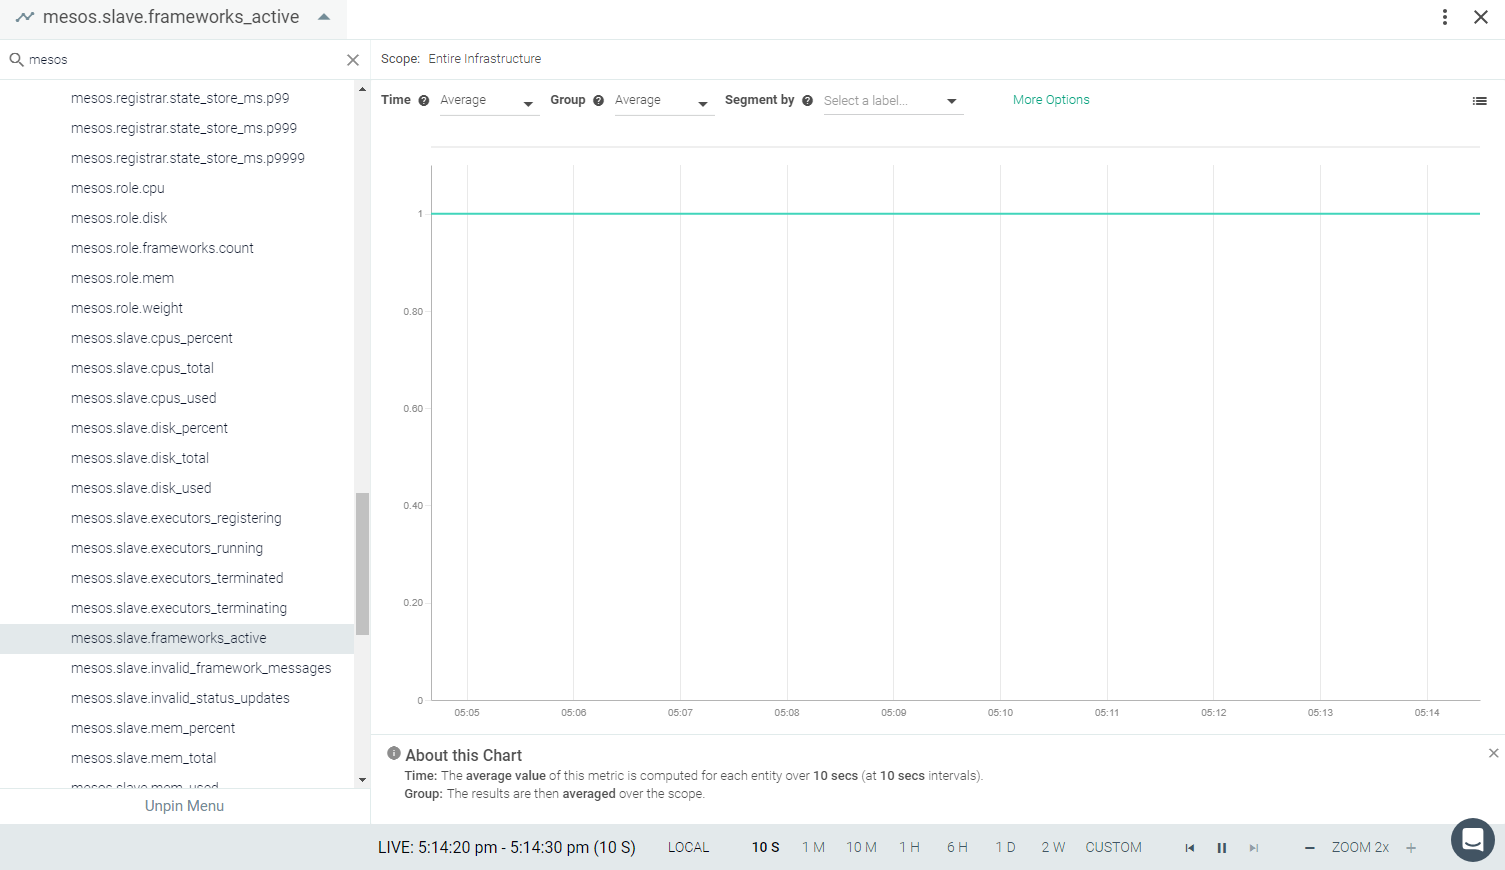 mesos.slave.frameworks_active
mesos
Scope: Entire Infrastructure
mesos.registrar.state_store_ms.p99
mesos.registrar.state_store_ms.p999
mesos.registrar.state_store_ms.p9999
mesos.role.cpu
mesos.role.disk
mesos.role.frameworks.count
mesos.role.mem
mesos.role.weight
mesos.slave.cpus_percent
mesos.slave.cpus_total
mesos.slave.cpus_used
mesos.slave.disk_percent
mesos.slave.disk_total
mesos.slave.disk_used
mesos.slave.executors_registering
mesos.slave.executors_running
mesos.slave.executors_terminated
mesos.slave.executors_terminating
mesos.slave.frameworks_active
mesos.slave.invalid_framework_messages
mesos.slave.invalid_status_updates
mesos.slave.mem_percent
mesos.slave.mem_total
mesos.slave.mem_used
Unpin Menu
Time ? Average Group ? Average Segment by ? Select a label... More Options
1
0.80
0.60
0.40
0.20
0
05:05 05:06 05:07 05:08 05:09 05:10 05:11 05:12 05:13 05:14
About this Chart
Time: The average value of this metric is computed for each entity over 10 secs (at 10 secs intervals).
Group: The results are then averaged over the scope.
LIVE: 5:14:20 pm - 5:14:30 pm (10 S) LOCAL 10 S 1 M 10 M 1 H 6 H 1 D 2 W CUSTOM ZOOM 2x